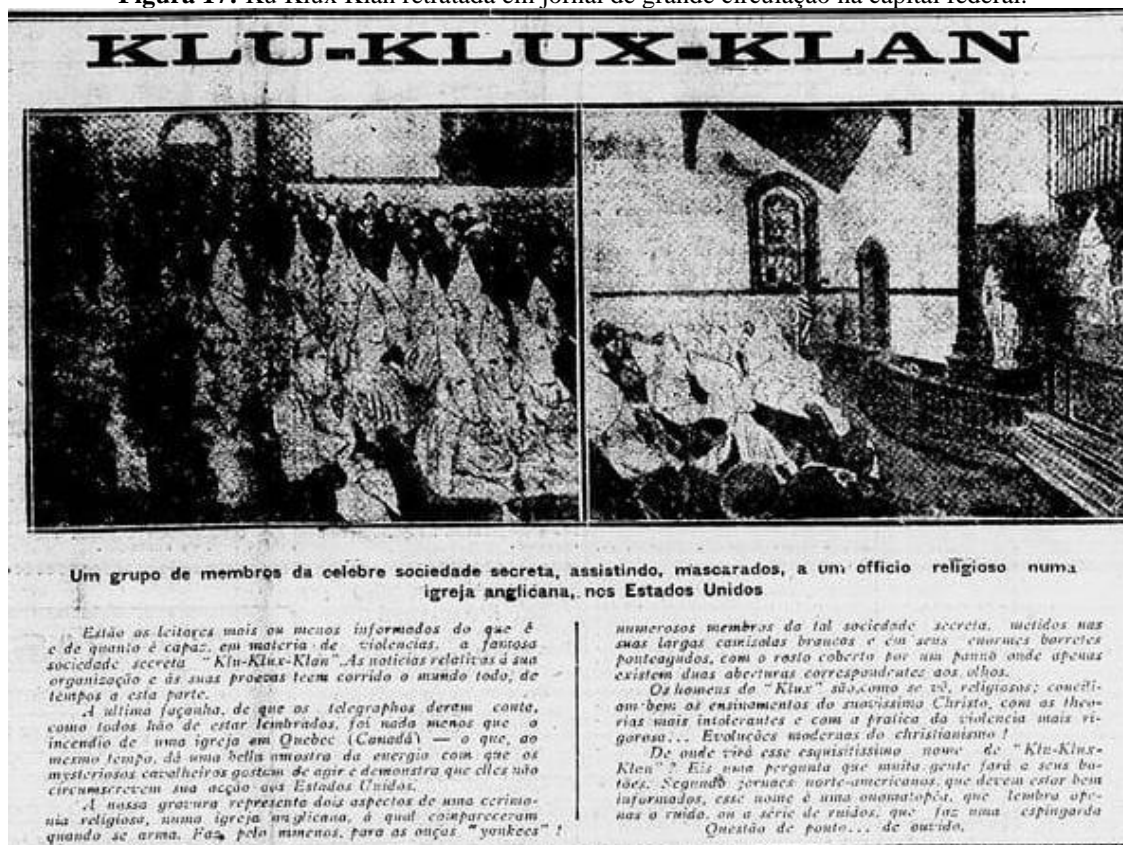 Figura 17: Ku Klux Klan retratada em jornal de grande circulação na capital federal.
KLU-KLUX-KLAN
Um grupo de membros da celebre sociedade secreta, assistindo, mascarados, a um officio religioso numa
igreja anglicana, nos Estados Unidos
Estão os leitores mais ou menos informados do que é
e de quanto é capaz, em materia de violencias, a famosa
sociedade secreta "Klu-Klux-Klan". As noticias relativas á sua
organização e ás suas proezas teem corrido o mundo todo, de
tempos a esta parte.
A ultima façanha, de que os telegraphos deram conta,
como todos hão de estar lembrados, foi nada menos que o
incendio de uma igreja em Quebec (Canadá) — o que, ao
mesmo tempo, dá uma bella amostra da energia com que os
mysteriosos cavalheiros gostam de agir e demonstra que elles não
circumscrevem sua acção aos Estados Unidos.
A nossa gravura representa dois aspectos de uma cerimo-
nia religiosa, numa igreja anglicana, á qual compareceram
quando se arma. Faz, pelo mimenos, para as onças "yankees" !
numerosos membros da tal sociedade secreta, metidos nas
suas largas camisolas brancas e em seus enormes barretes
ponteagudos, com o rosto coberto por um panno onde apenas
existem duas aberturas correspondentes aos olhos.
Os homens do "Klux" são, como se vê, religiosos; concili-
am bem os ensinamentos do suavissimo Christo, com as theo-
rias mais intolerantes e com a pratica da violencia mais ri-
gorosa... Evoluções modernas do christianismo !
De onde virá esse esquisitissimo nome de "Klu-Klux-
Klan"? Eis uma pergunta que muita gente fará a seus bo-
tões. Segundo jornaes norte-americanos, que devem estar bem
informados, esse nome é uma onomatopéa, que lembra ape-
nas o ruido, ou a série de ruidos, que faz uma espingarda
Questão de ponto... de ouvido.